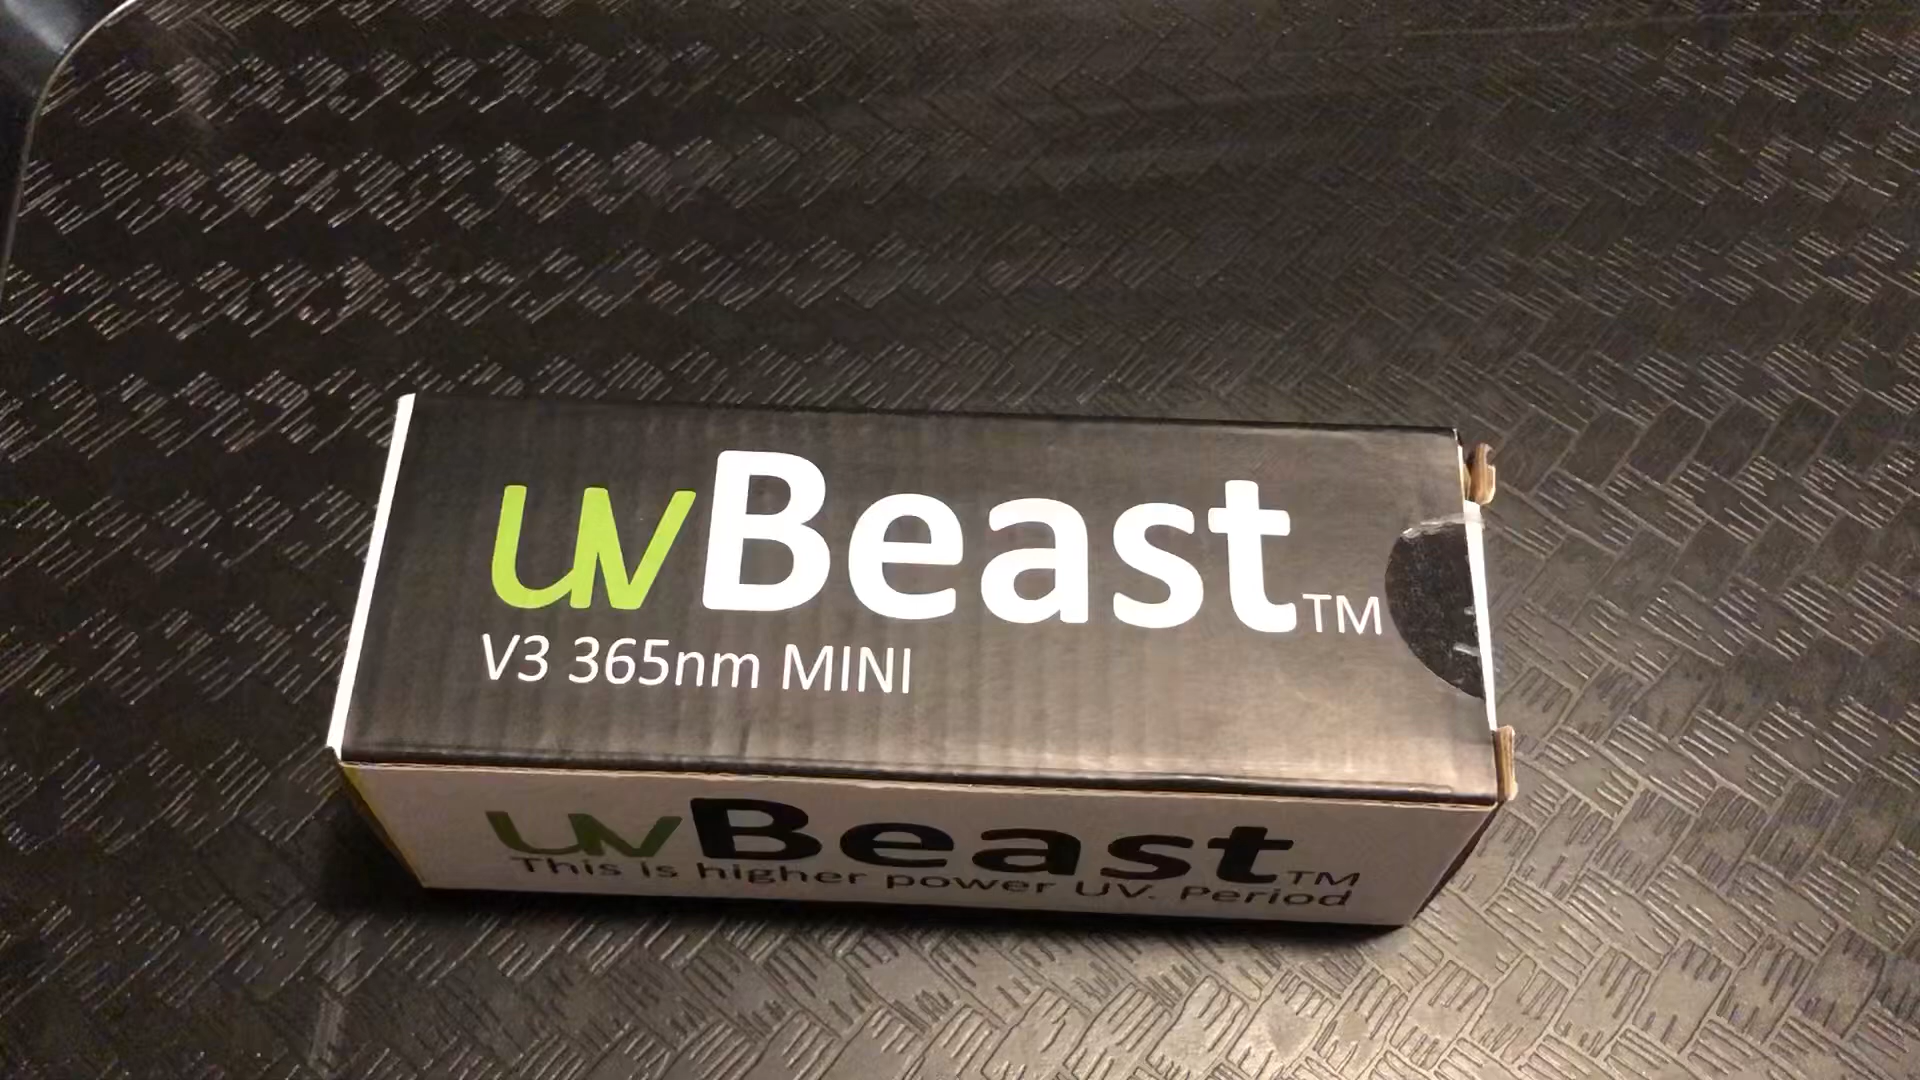 uvBeast™
V3 365nm MINI
uvBeast™
This is higher power UV. Period